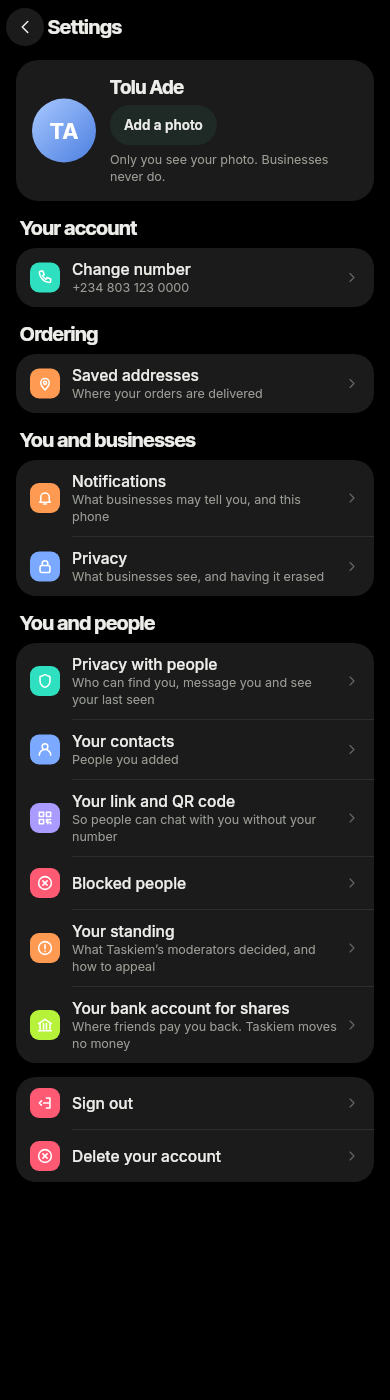 Settings
TA
Tolu Ade
Add a photo
Only you see your photo. Businesses
never do.
Your account
Change number
+234 803 123 0000
Ordering
Saved addresses
Where your orders are delivered
You and businesses
Notifications
What businesses may tell you, and this
phone
Privacy
What businesses see, and having it erased
You and people
Privacy with people
Who can find you, message you and see
your last seen
Your contacts
People you added
Your link and QR code
So people can chat with you without your
number
Blocked people
Your standing
What Taskiem’s moderators decided, and
how to appeal
Your bank account for shares
Where friends pay you back. Taskiem moves
no money
Sign out
Delete your account